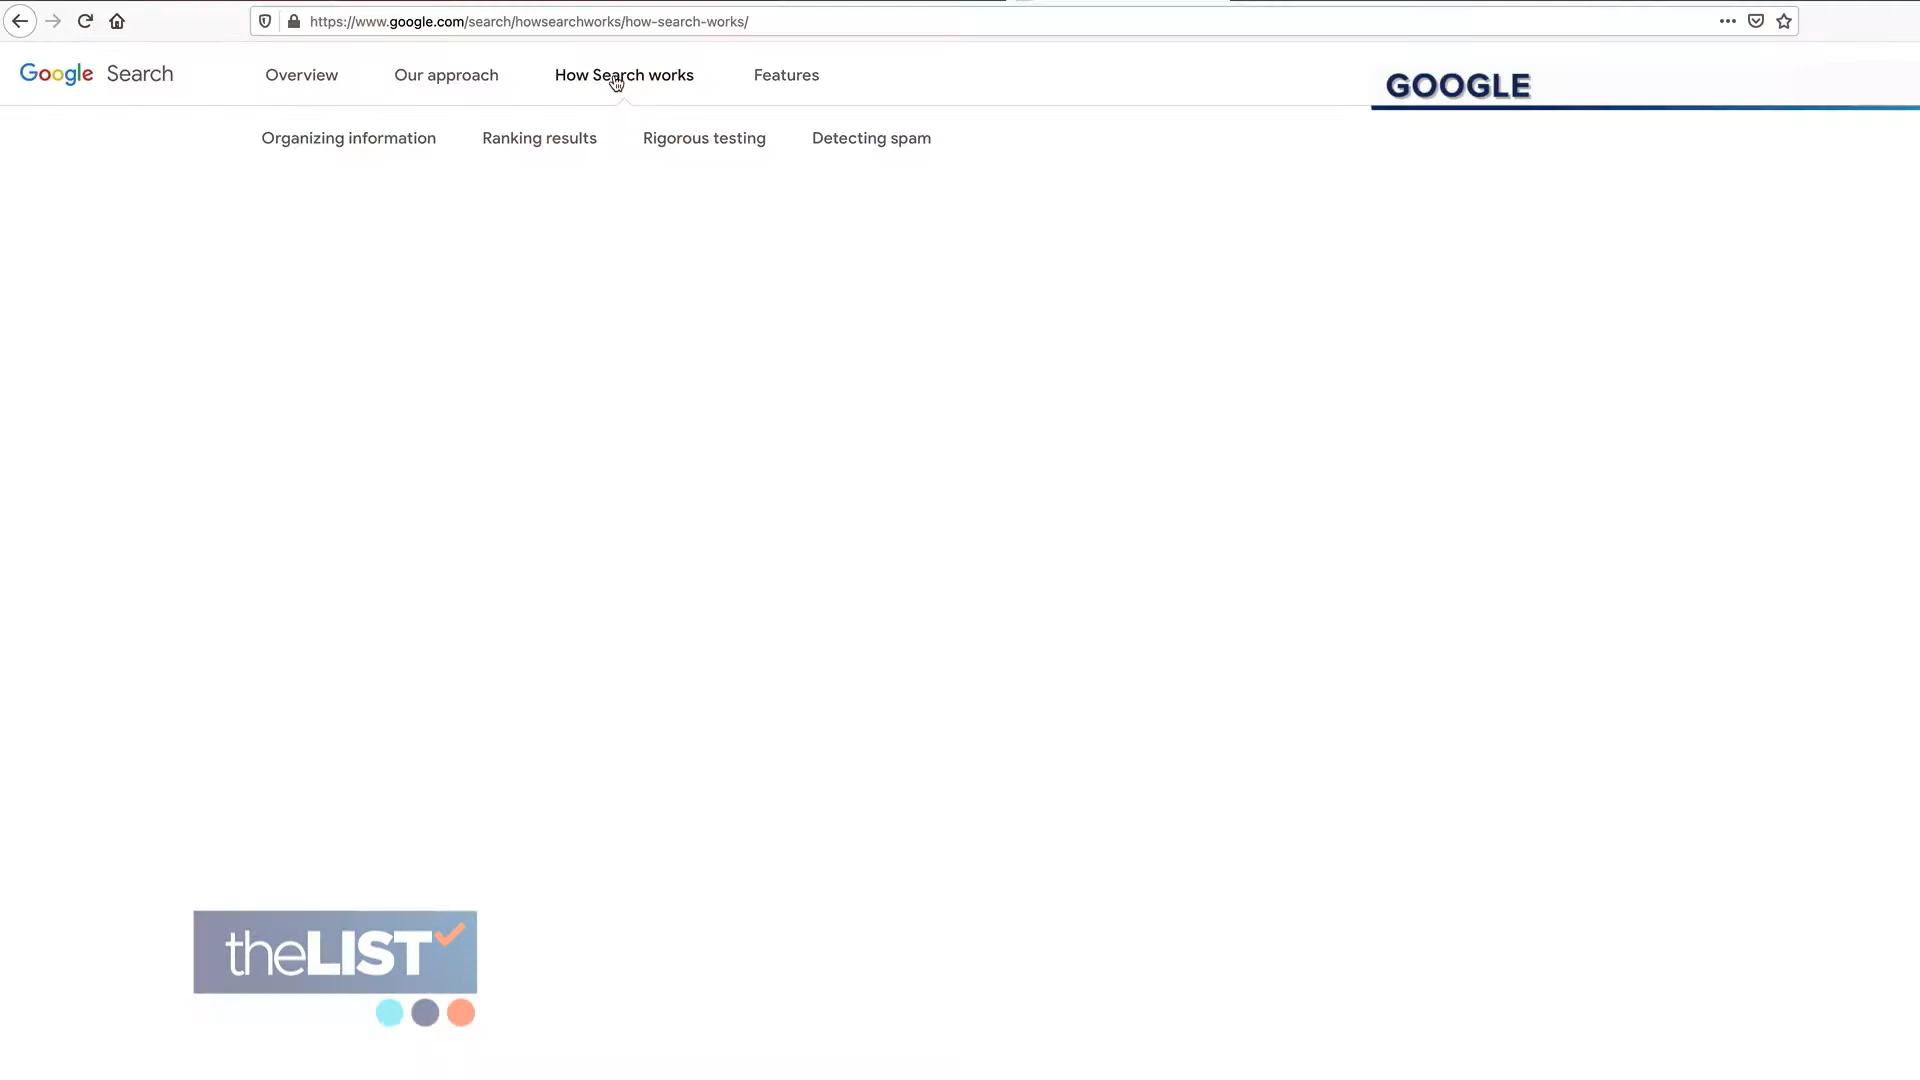 https://www.google.com/search/howsearchworks/how-search-works/
Google Search
Overview
Our approach
How Search works
Features
GOOGLE
Organizing information
Ranking results
Rigorous testing
Detecting spam
theLIST